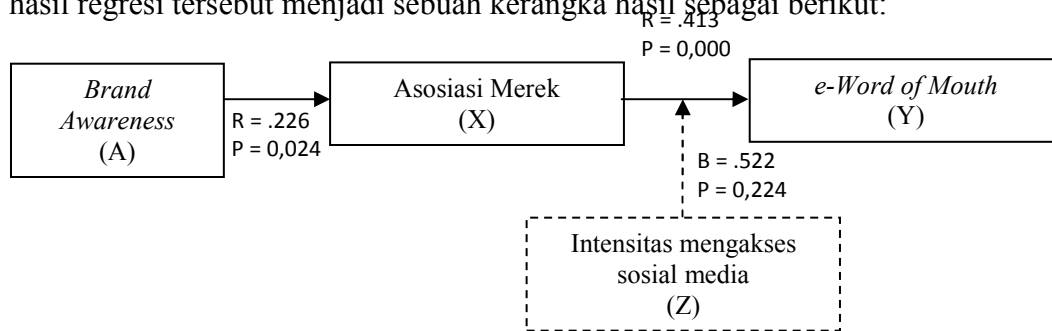 hasil regresi tersebut menjadi sebuah kerangka hasil sebagai berikut:
R = .413
P = 0,000
Brand
Awareness
(A)
R = .226
P = 0,024
Asosiasi Merek
(X)
e-Word of Mouth
(Y)
B = .522
P = 0,224
Intensitas mengakses
sosial media
(Z)